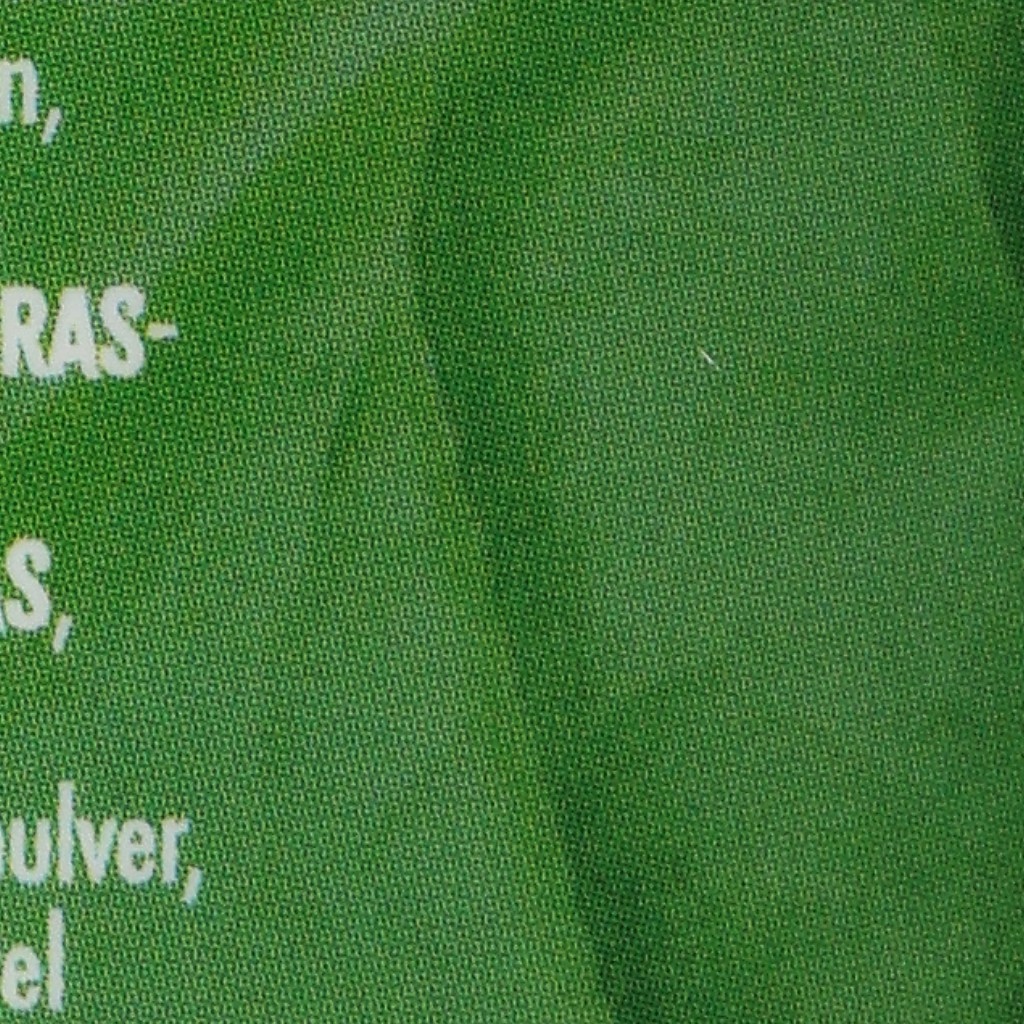 n,
RAS-
S,
ulver,
el